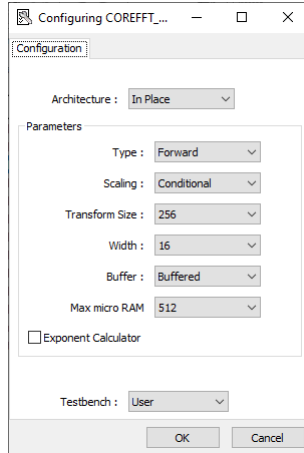 Configuring COREFFT_...
Configuration
Architecture : In Place
Parameters
Type : Forward
Scaling : Conditional
Transform Size : 256
Width : 16
Buffer : Buffered
Max micro RAM 512
Exponent Calculator
Testbench : User
OK Cancel